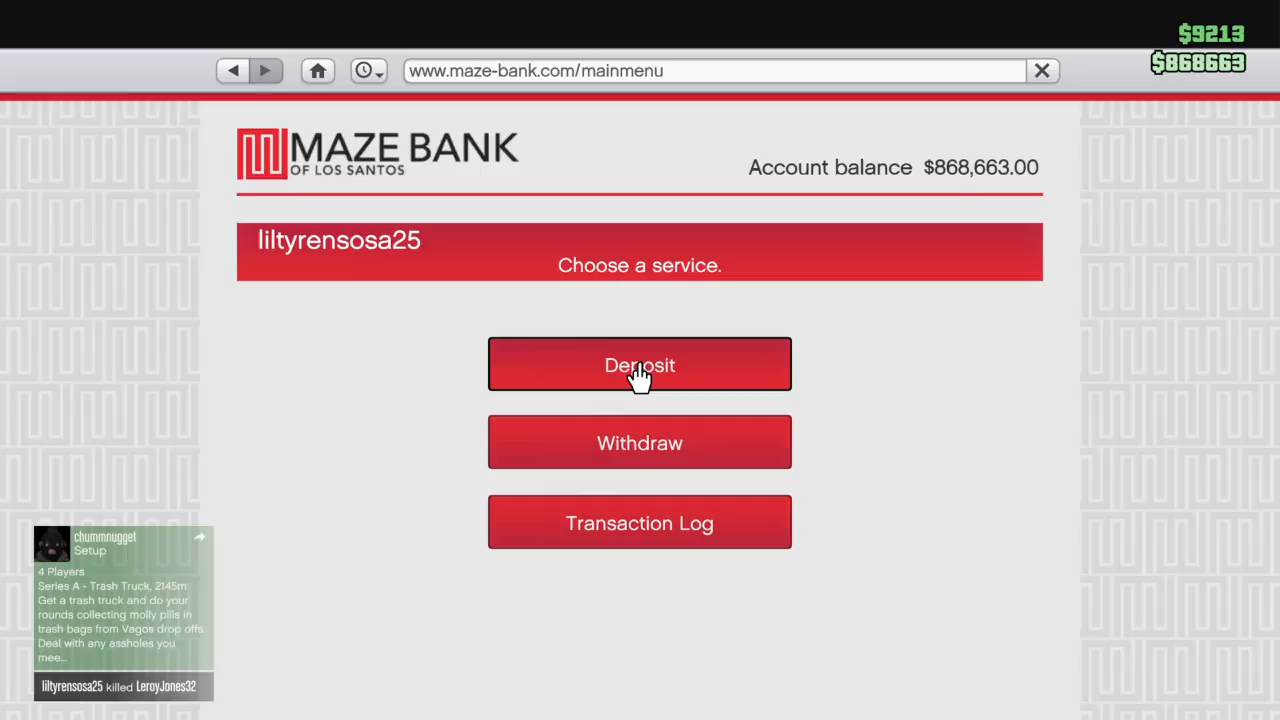 $9213
$868663
www.maze-bank.com/mainmenu
MAZE BANK
OF LOS SANTOS
Account balance $868,663.00
liltyrensosa25
Choose a service.
Deposit
Withdraw
Transaction Log
chummnugget
Setup
4 Players
Series A - Trash Truck, 2145m
Get a trash truck and do your
rounds collecting molly pills in
trash bags from Vagos drop offs.
Deal with any assholes you
mee...
liltyrensosa25 killed LeroyJones32